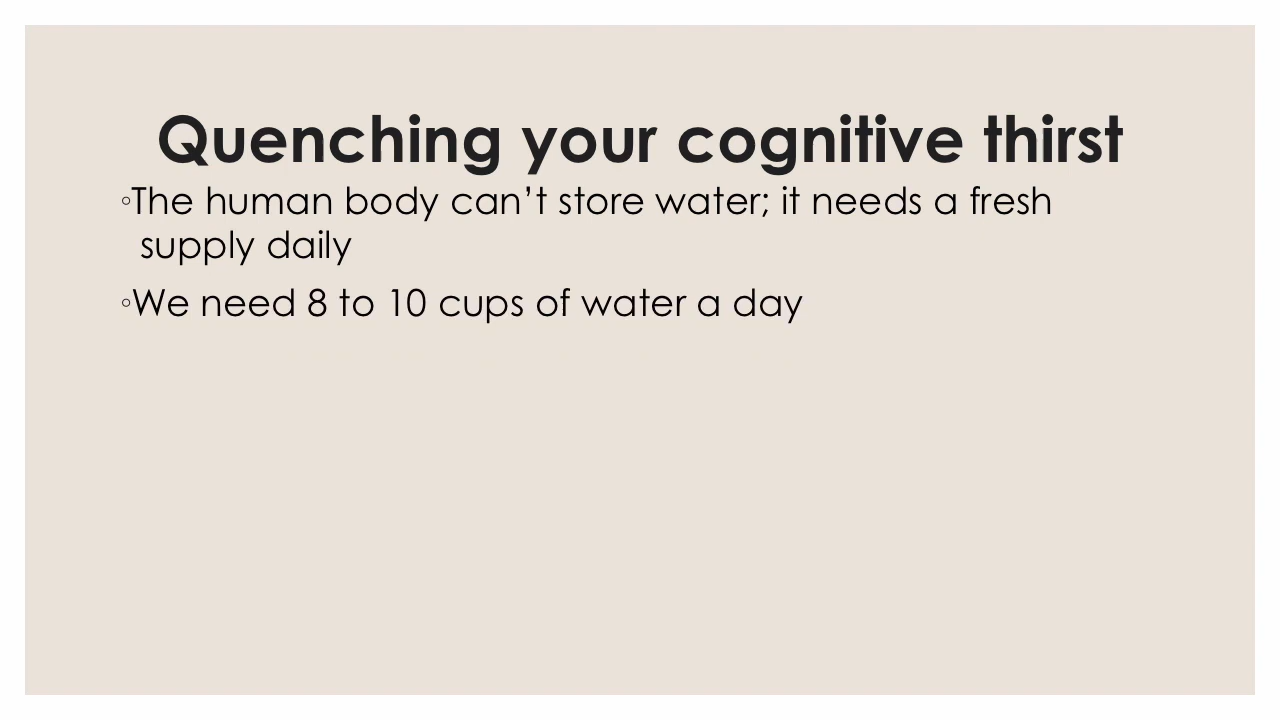 Quenching your cognitive thirst
◦The human body can’t store water; it needs a fresh
supply daily
◦We need 8 to 10 cups of water a day